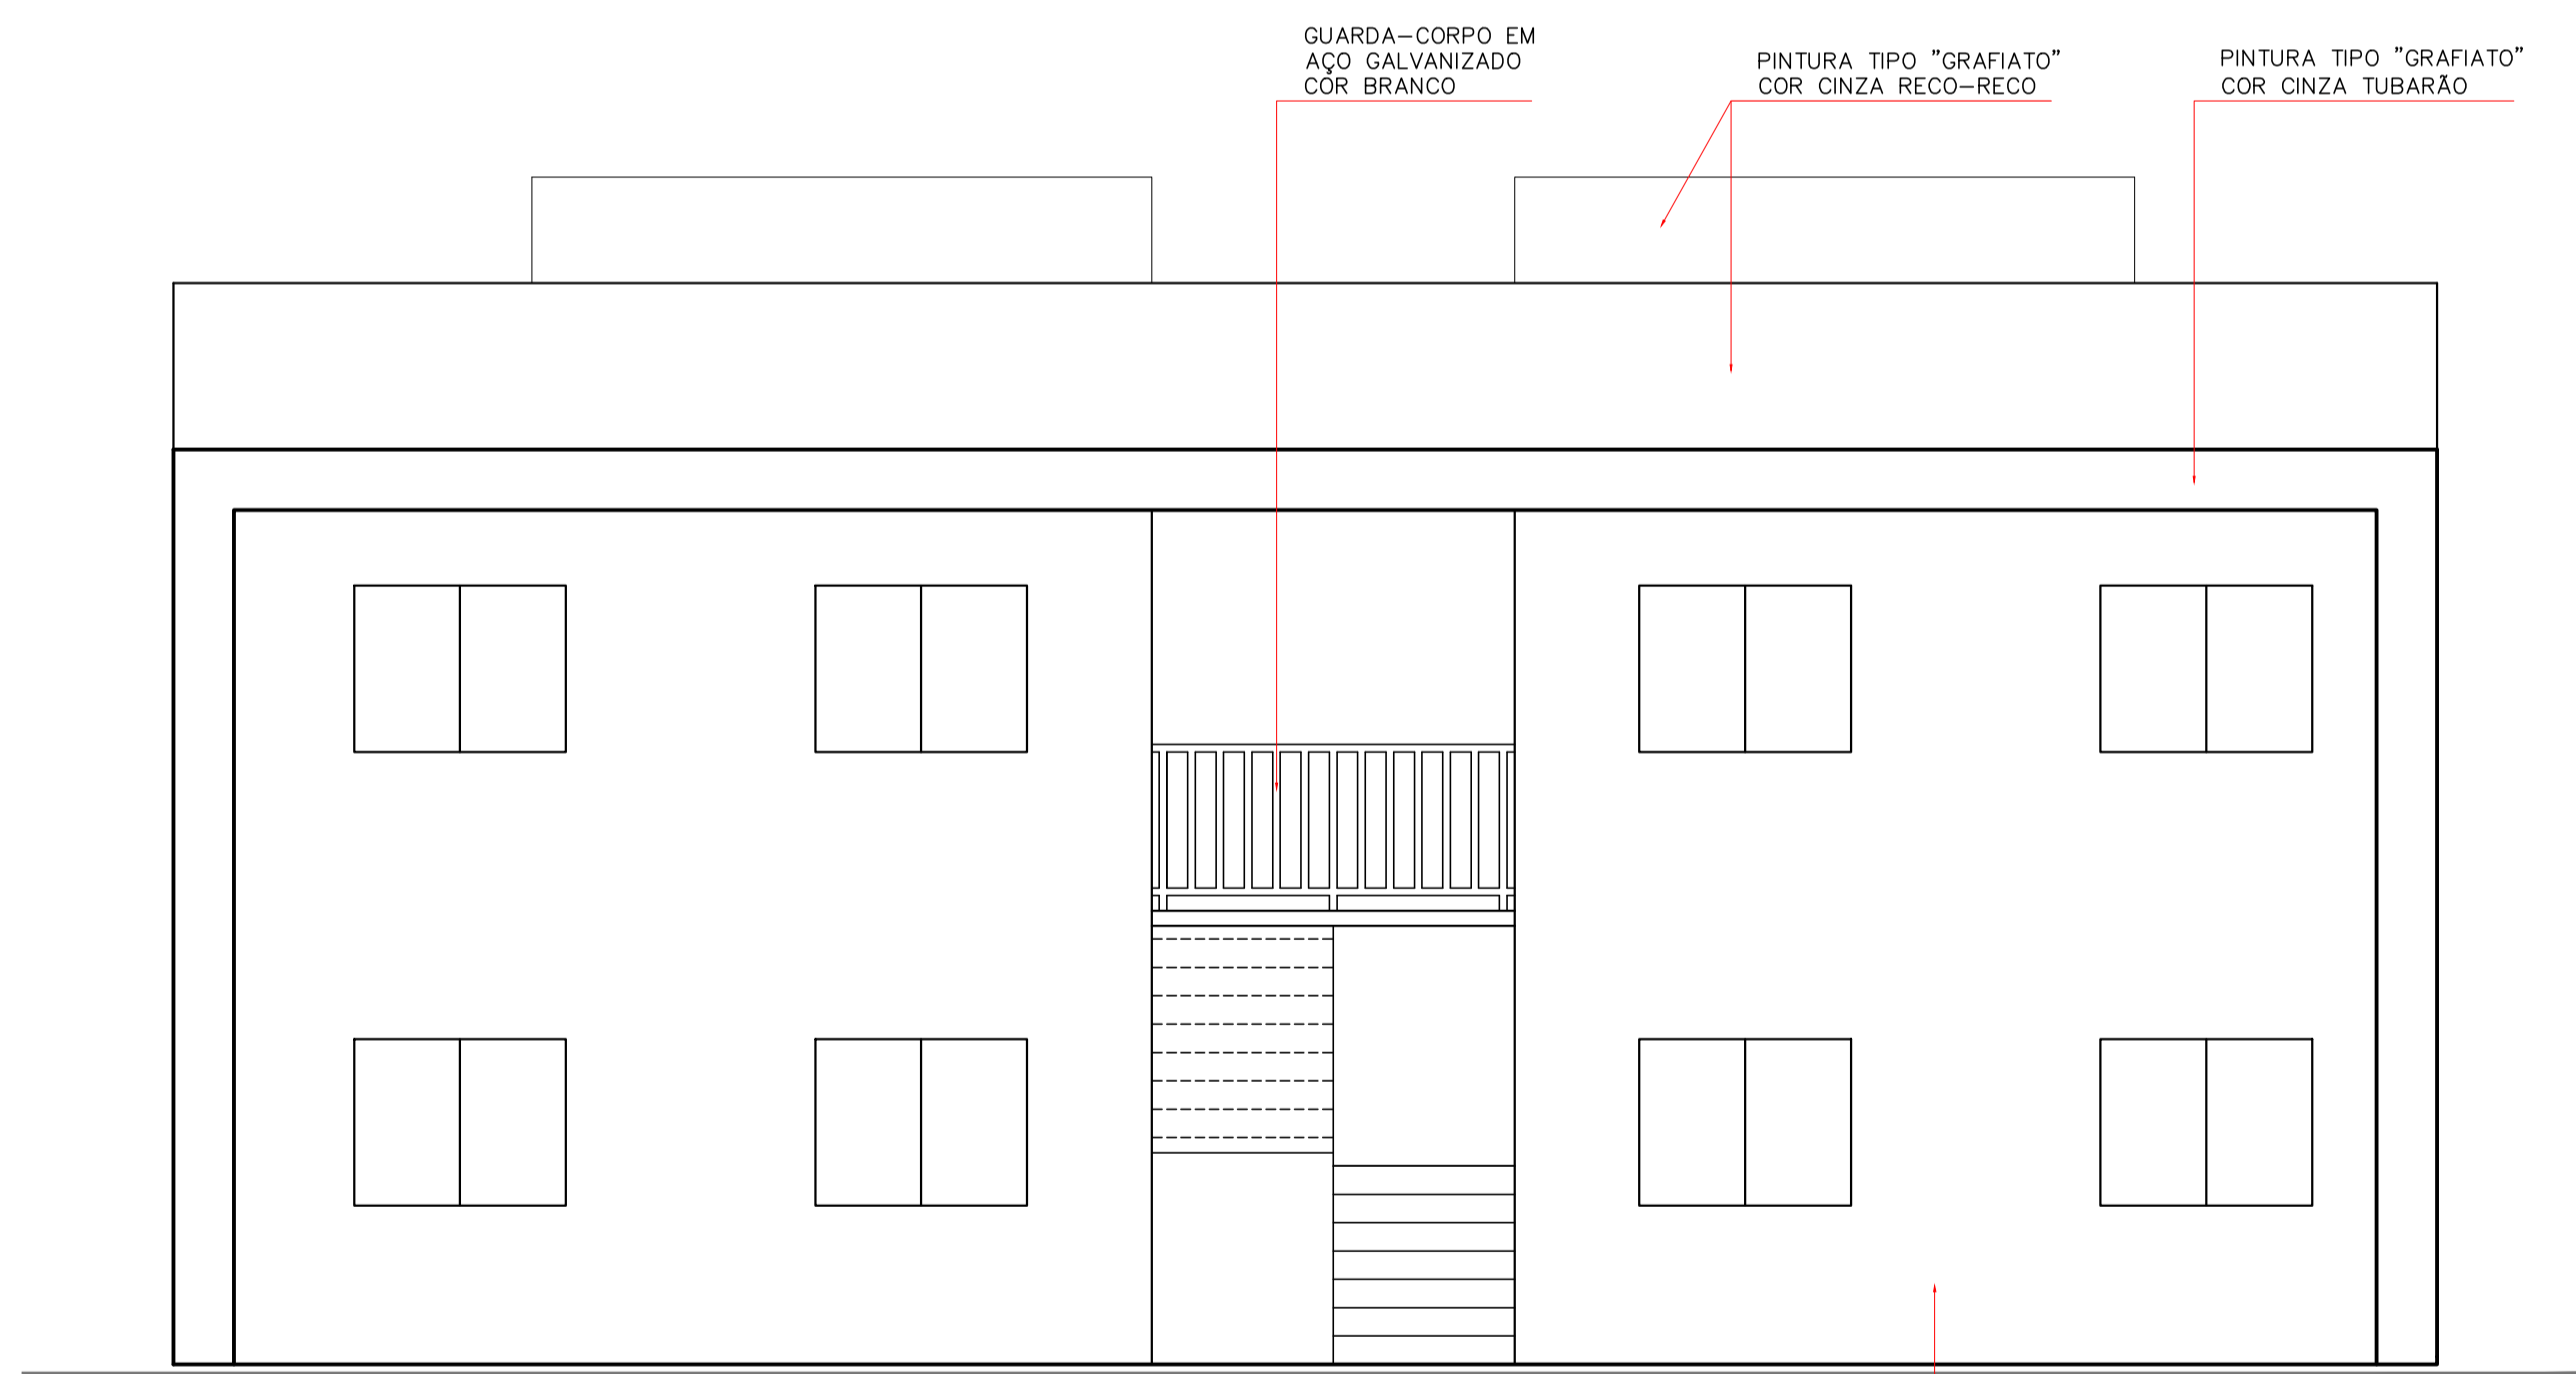 GUARDA-CORPO EM
AÇO GALVANIZADO
COR BRANCO
PINTURA TIPO "GRAFIATO"
COR CINZA RECO-RECO
PINTURA TIPO "GRAFIATO"
COR CINZA TUBARÃO